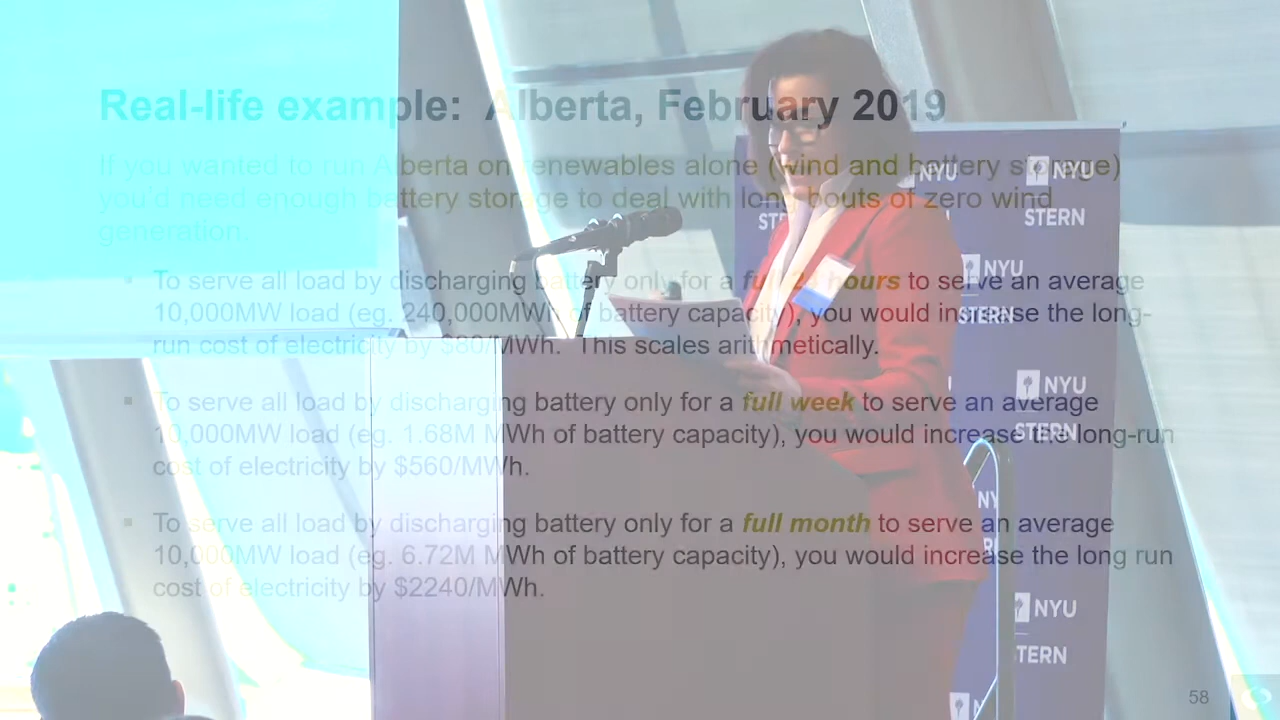 Real-life example: Alberta, February 2019
If you wanted to run Alberta on renewables alone (wind and battery storage)
you'd need enough battery storage to deal with long bouts of zero wind
generation.
To serve all load by discharging battery only for a full 24 hours to serve an average
10,000MW load (eg. 240,000MWh of battery capacity), you would increase the long-
run cost of electricity by $80/MWh. This scales arithmetically.
To serve all load by discharging battery only for a full week to serve an average
10,000MW load (eg. 1.68M MWh of battery capacity), you would increase the long-run
cost of electricity by $560/MWh.
To serve all load by discharging battery only for a full month to serve an average
10,000MW load (eg. 6.72M MWh of battery capacity), you would increase the long run
cost of electricity by $2240/MWh.
58
NYU
NYU
STERN
NYU
STERN
NYU
STERN
NYU
STERN